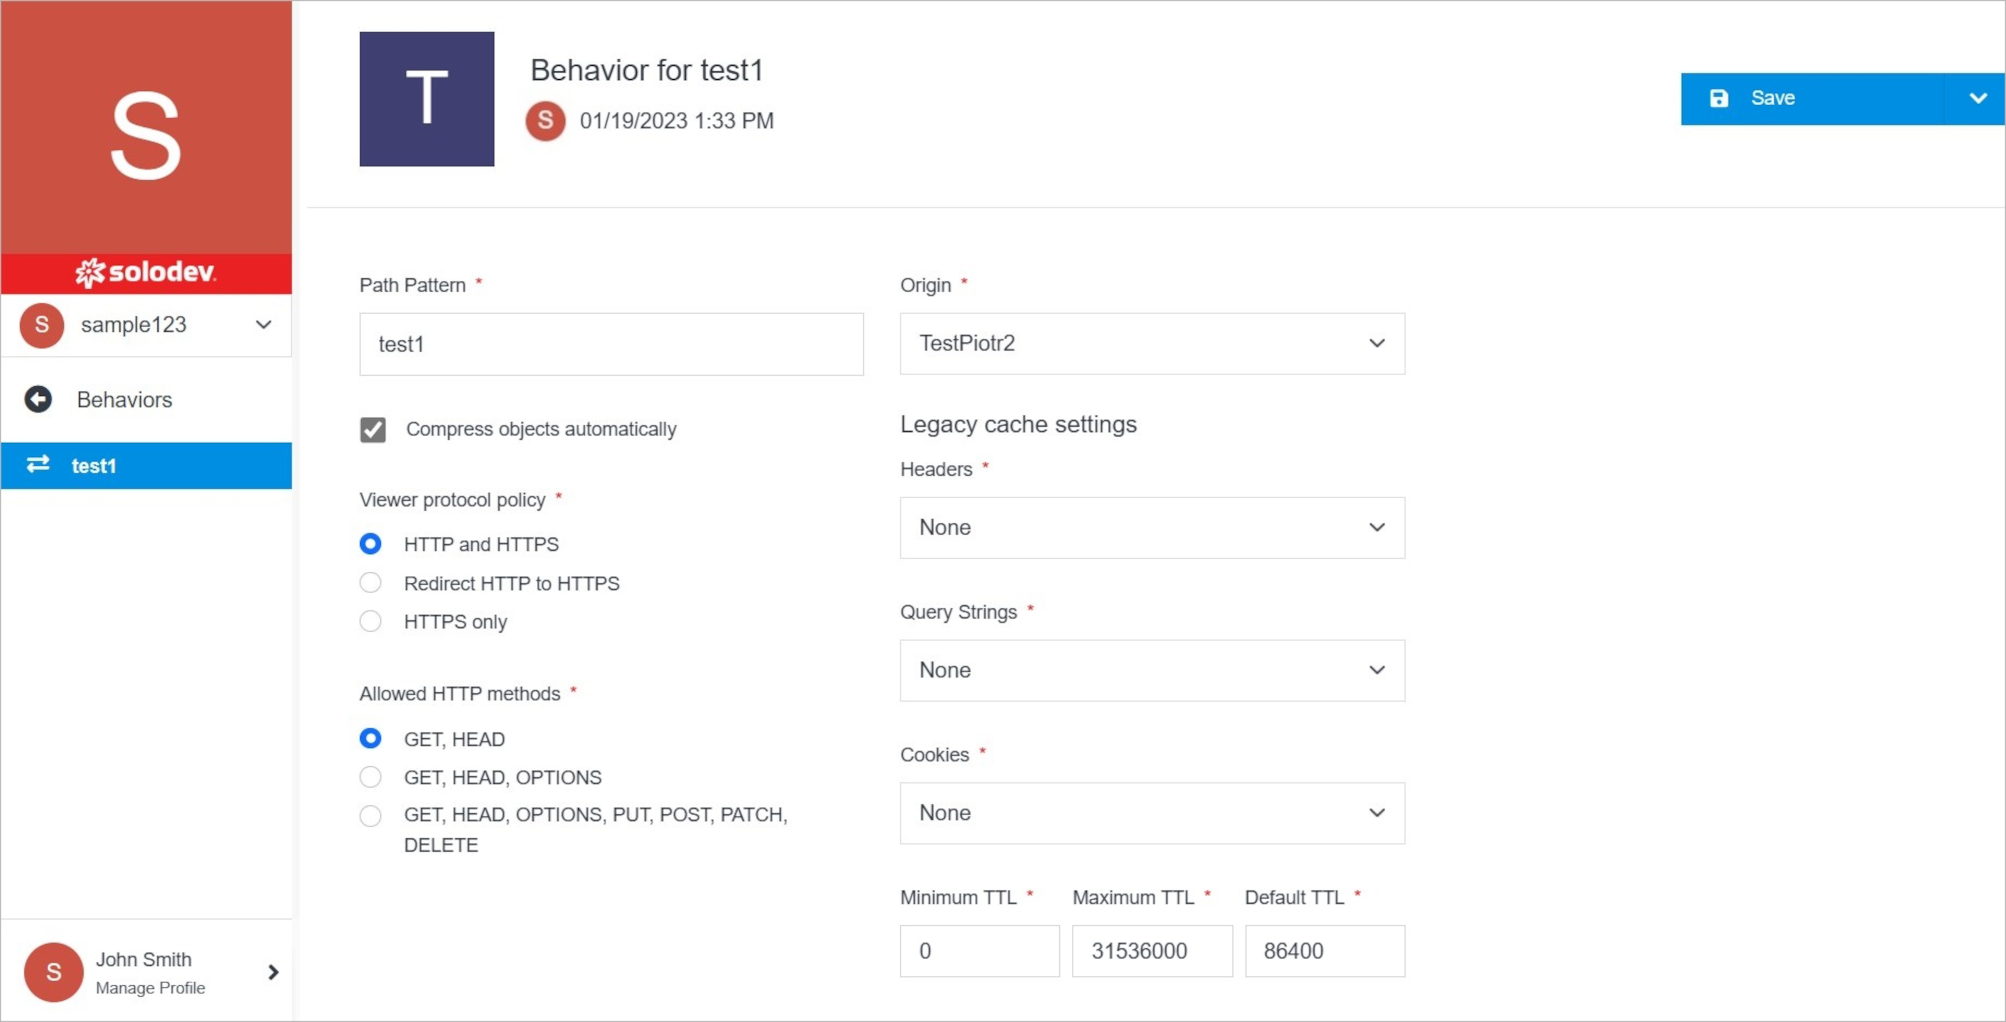 S
solodev.
S
sample123
Behaviors
test1
S
John Smith
Manage Profile
T
Behavior for test1
S
01/19/2023 1:33 PM
Save
Path Pattern *
test1
Compress objects automatically
Viewer protocol policy *
HTTP and HTTPS
Redirect HTTP to HTTPS
HTTPS only
Allowed HTTP methods *
GET, HEAD
GET, HEAD, OPTIONS
GET, HEAD, OPTIONS, PUT, POST, PATCH,
DELETE
Origin *
TestPiotr2
Legacy cache settings
Headers *
None
Query Strings *
None
Cookies *
None
Minimum TTL * Maximum TTL * Default TTL *
0 31536000 86400